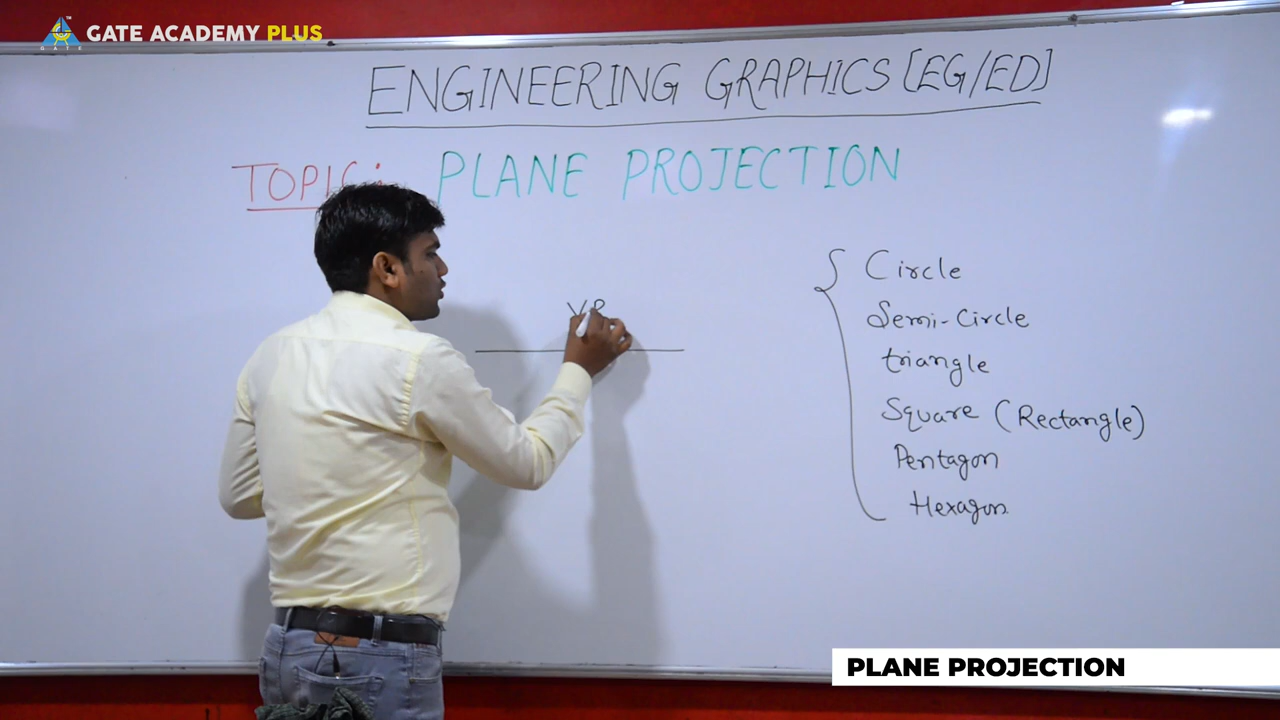 GATE ACADEMY PLUS
GATE
ENGINEERING GRAPHICS [EG/ED]
TOPIC: PLANE PROJECTION
VP
Circle
Semi-Circle
triangle
Square (Rectangle)
Pentagon
Hexagon
PLANE PROJECTION